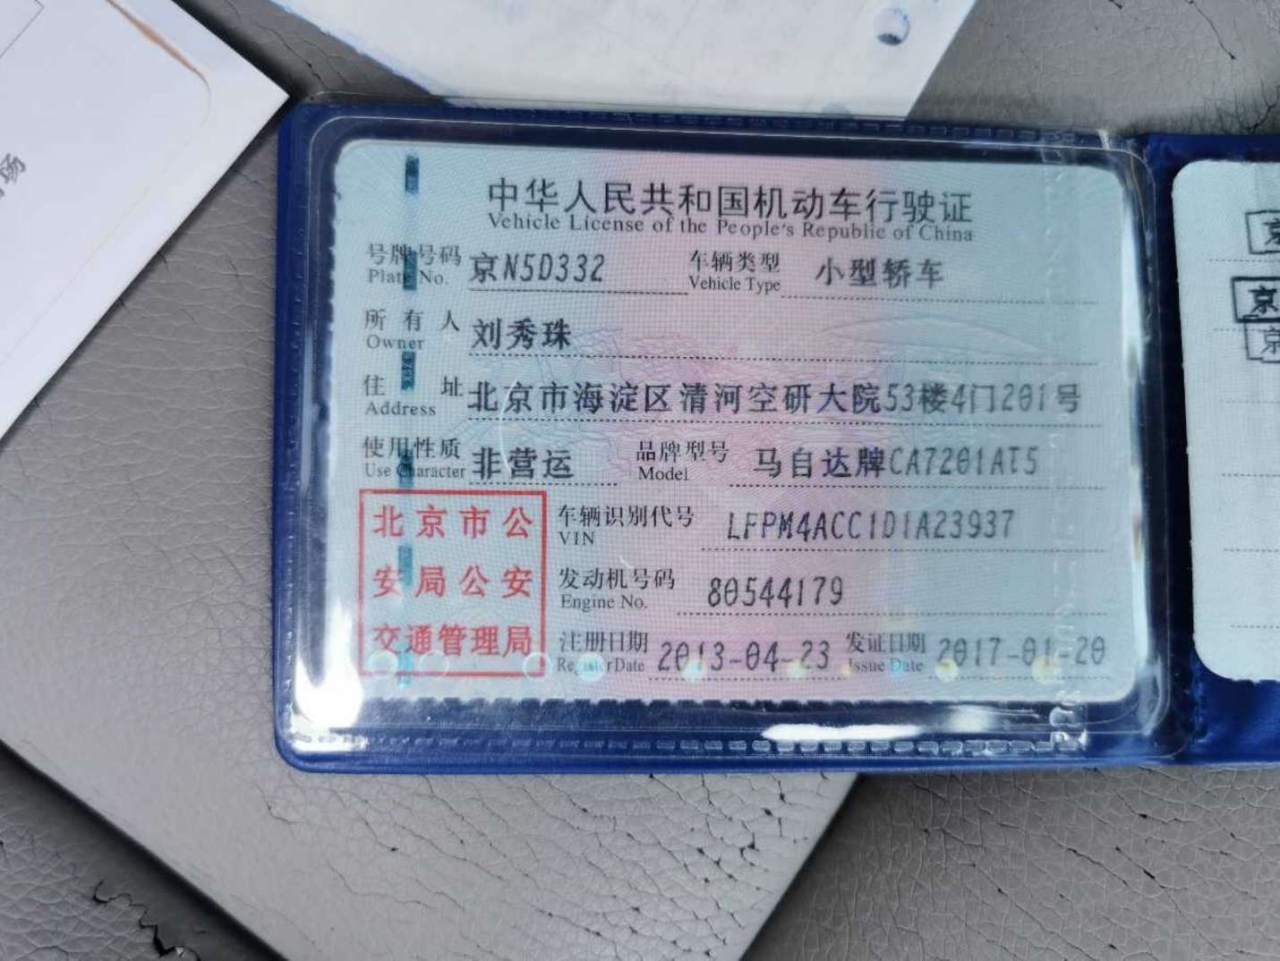 中华人民共和国机动车行驶证
Vehicle License of the People's Republic of China
号牌号码 京N5D332 车辆类型 小型轿车
Plate No. Vehicle Type
所有人 刘秀珠
Owner
住址 北京市海淀区清河空研大院53楼4门201号
Address
使用性质 非营运 品牌型号 马自达牌CA7201AT5
Use Character Model
北京市公
安局公安
交通管理局
车辆识别代号 LFPM4ACC1D1A23937
VIN
发动机号码 80544179
Engine No.
注册日期 2013-04-23 发证日期 2017-01-20
Register Date Issue Date
京
京
京
场